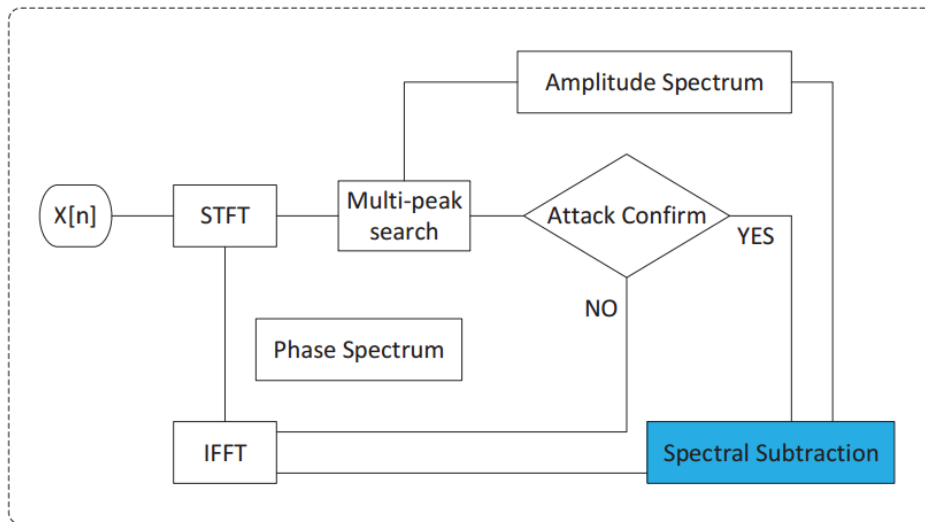 Amplitude Spectrum
X[n]
STFT
Multi-peak
search
Attack Confirm
YES
NO
Phase Spectrum
IFFT
Spectral Subtraction